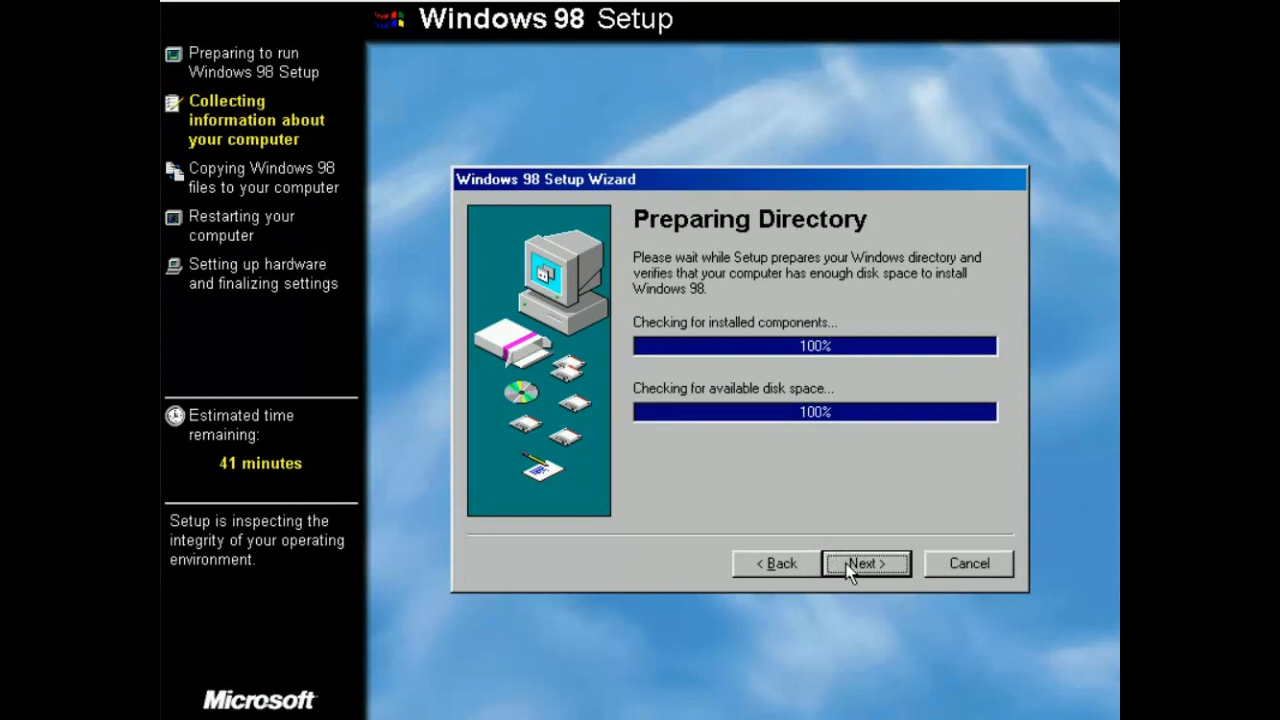 Windows 98 Setup
Preparing to run
Windows 98 Setup
Collecting
information about
your computer
Copying Windows 98
files to your computer
Restarting your
computer
Setting up hardware
and finalizing settings
Estimated time
remaining:
41 minutes
Setup is inspecting the
integrity of your operating
environment.
Microsoft
Windows 98 Setup Wizard
Preparing Directory
Please wait while Setup prepares your Windows directory and
verifies that your computer has enough disk space to install
Windows 98.
Checking for installed components...
100%
Checking for available disk space...
100%
< Back
Next >
Cancel